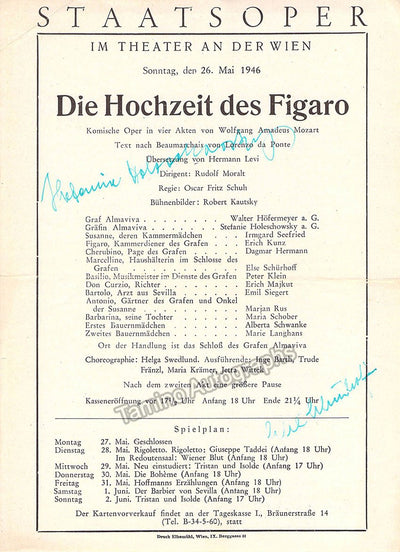 STAATSOPER
IM THEATER AN DER WIEN
Sonntag, den 26. Mai 1946
Die Hochzeit des Figaro
Komische Oper in vier Akten von Wolfgang Amadeus Mozart
Text nach Beaumarchais von Lorenzo da Ponte
Übersetzung von Hermann Levi
Dirigent: Rudolf Moralt
Regie: Oscar Fritz Schuh
Bühnenbilder: Robert Kautsky
Graf Almaviva . . . . . . . . . . Walter Höfermeyer a. G.
Gräfin Almaviva . . . . . . . . Stefanie Holeschowsky a. G.
Susanne, deren Kammermädchen . . . . Irmgard Seefried
Figaro, Kammerdiener des Grafen . . . . Erich Kunz
Cherubino, Page des Grafen . . . . . Dagmar Hermann
Marcelline, Haushälterin im Schlosse des
Grafen . . . . . . . . . . . Else Schürhoff
Basilio, Musikmeister im Dienste des Grafen Peter Klein
Don Curzio, Richter . . . . . . . . Erich Majkut
Bartolo, Arzt aus Sevilla . . . . . . Emil Siegert
Antonio, Gärtner des Grafen und Onkel
der Susanne . . . . . . . . . Marjan Rus
Barbarina, seine Tochter . . . . . . Maria Schober
Erstes Bauernmädchen . . . . . . . Alberta Schwanke
Zweites Bauernmädchen . . . . . . . Marie Langhans
Ort der Handlung ist das Schloß des Grafen Almaviva
Choreographie: Helga Swedlund. Ausführende: Inge Barth, Trude
Fränzl, Maria Krämer, Jetra Wittek
Nach dem zweiten Akt eine größere Pause
Kasseneröffung vor 17½ Uhr Anfang 18 Uhr Ende 21¼ Uhr
Tamino Autographs
Spielplan:
Montag 27. Mai. Geschlossen
Dienstag 28. Mai. Rigoletto. Rigoletto; Giuseppe Taddei (Anfang 18 Uhr)
Im Redoutensaal: Wiener Blut (Anfang 18 Uhr)
Mittwoch 29. Mai. Neu einstudiert: Tristan und Isolde (Anfang 17 Uhr)
Donnerstag 30. Mai. Die Bohème (Anfang 18 Uhr)
Freitag 31. Mai. Hoffmanns Erzählungen (Anfang 18 Uhr)
Samstag 1. Juni. Der Barbier von Sevilla (Anfang 18 Uhr)
Sonntag 2. Juni. Tristan und Isolde (Anfang 17 Uhr)
Der Kartenvorverkauf findet an der Tageskasse I., Bräunerstraße 14
(Tel. B-34-5-60), statt
Druck Elbemühl, Wien, IX. Berggasse 31